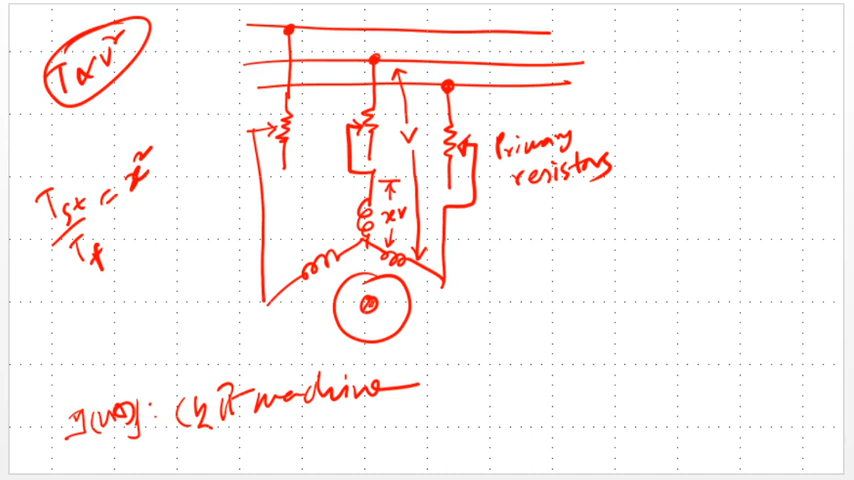 T ∝ V²
V
Primary
resistors
xV
T_st / T_f = x²
machine